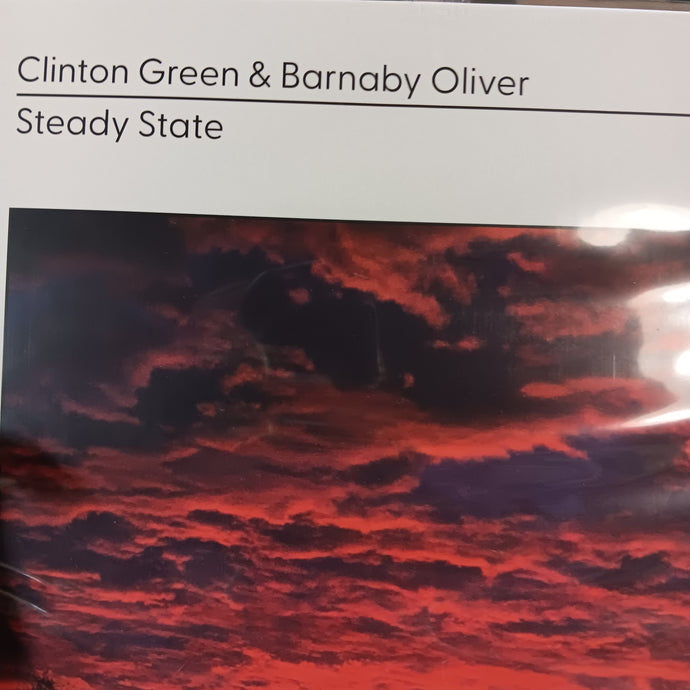 Clinton Green & Barnaby Oliver
Steady State